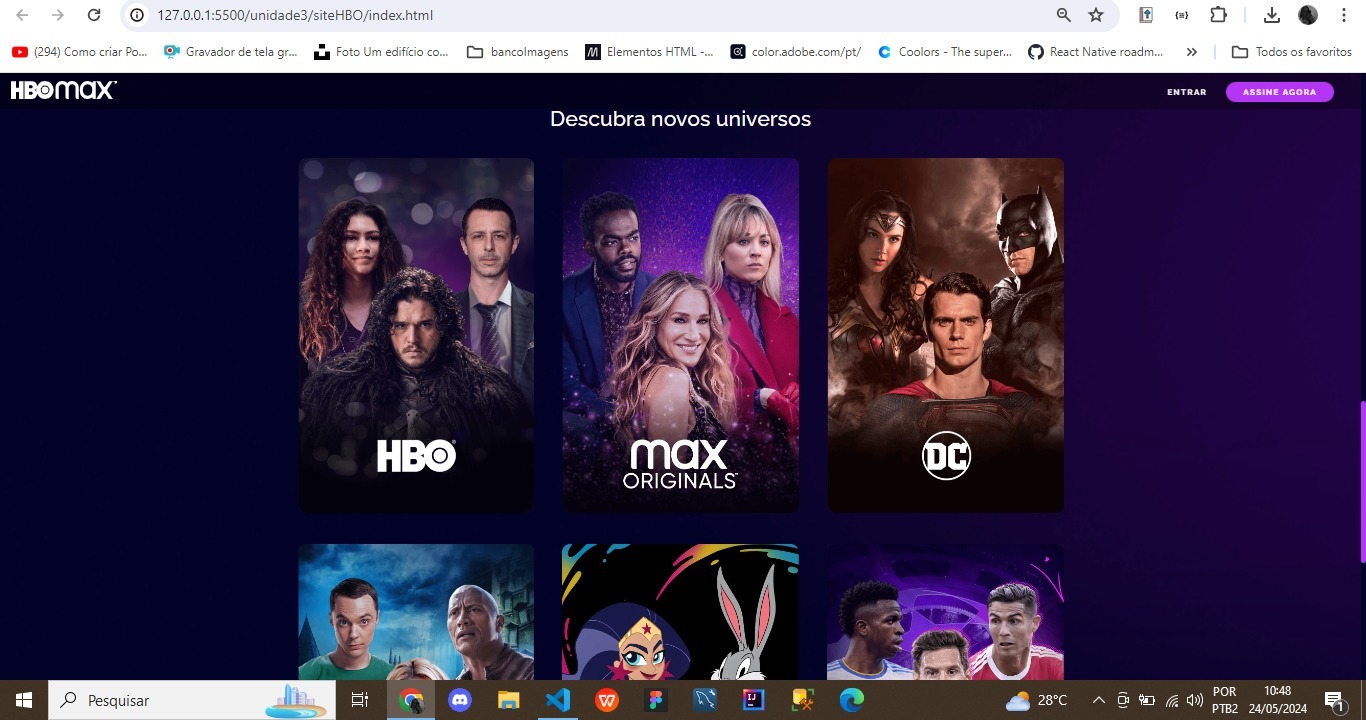 127.0.0.1:5500/unidade3/siteHBO/index.html
(294) Como criar Po...
Gravador de tela gr...
Foto Um edifício co...
bancoImagens
Elementos HTML -...
color.adobe.com/pt/
Coolors - The super...
React Native roadm...
Todos os favoritos
HBOmax
ENTRAR
ASSINE AGORA
Descubra novos universos
HBO
max
ORIGINALS
DC
Pesquisar
28°C
POR
PTB2
10:48
24/05/2024
1